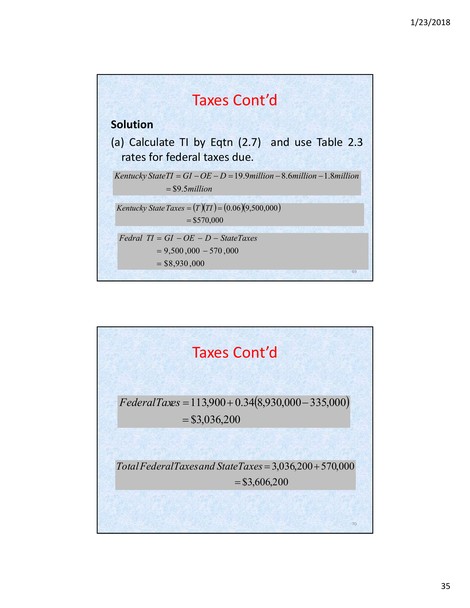 1/23/2018
Taxes Cont'd
Solution
(a) Calculate TI by Eqtn (2.7) and use Table 2.3
rates for federal taxes due.
Kentucky StateTI = GI − OE − D = 19.9million − 8.6million − 1.8million
= $9.5million
Kentucky State Taxes = (T)(TI) = (0.06)(9,500,000)
= $570,000
Fedral TI = GI − OE − D − StateTaxes
= 9,500,000 − 570,000
= $8,930,000
Taxes Cont'd
FederalTaxes = 113,900 + 0.34(8,930,000 − 335,000)
= $3,036,200
Total FederalTaxes and StateTaxes = 3,036,200 + 570,000
= $3,606,200
35